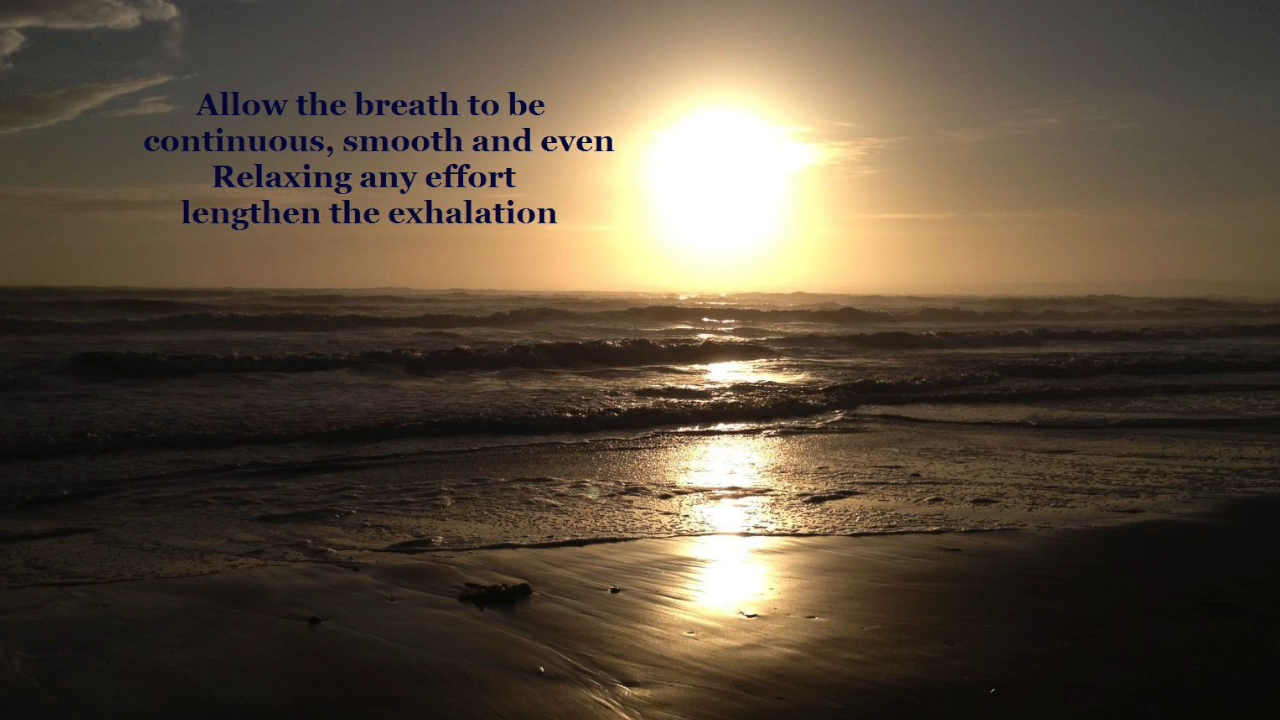 Allow the breath to be
continuous, smooth and even
Relaxing any effort
lengthen the exhalation